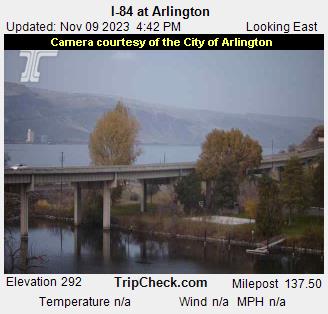 I-84 at Arlington
Updated: Nov 09 2023 4:42 PM Looking East
Camera courtesy of the City of Arlington
Elevation 292 TripCheck.com Milepost 137.50
Temperature n/a Wind n/a MPH n/a